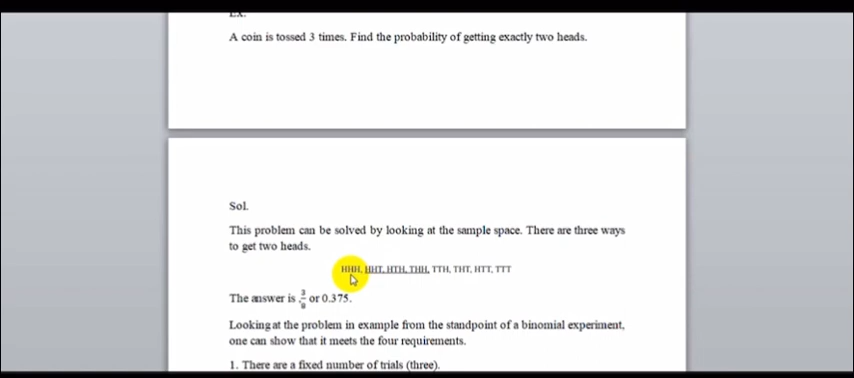 Ex.
A coin is tossed 3 times. Find the probability of getting exactly two heads.
Sol.
This problem can be solved by looking at the sample space. There are three ways
to get two heads.
HHH, HHT, HTH, THH, TTH, THT, HTT, TTT
The answer is 3/8 or 0.375.
Looking at the problem in example from the standpoint of a binomial experiment,
one can show that it meets the four requirements.
1. There are a fixed number of trials (three).